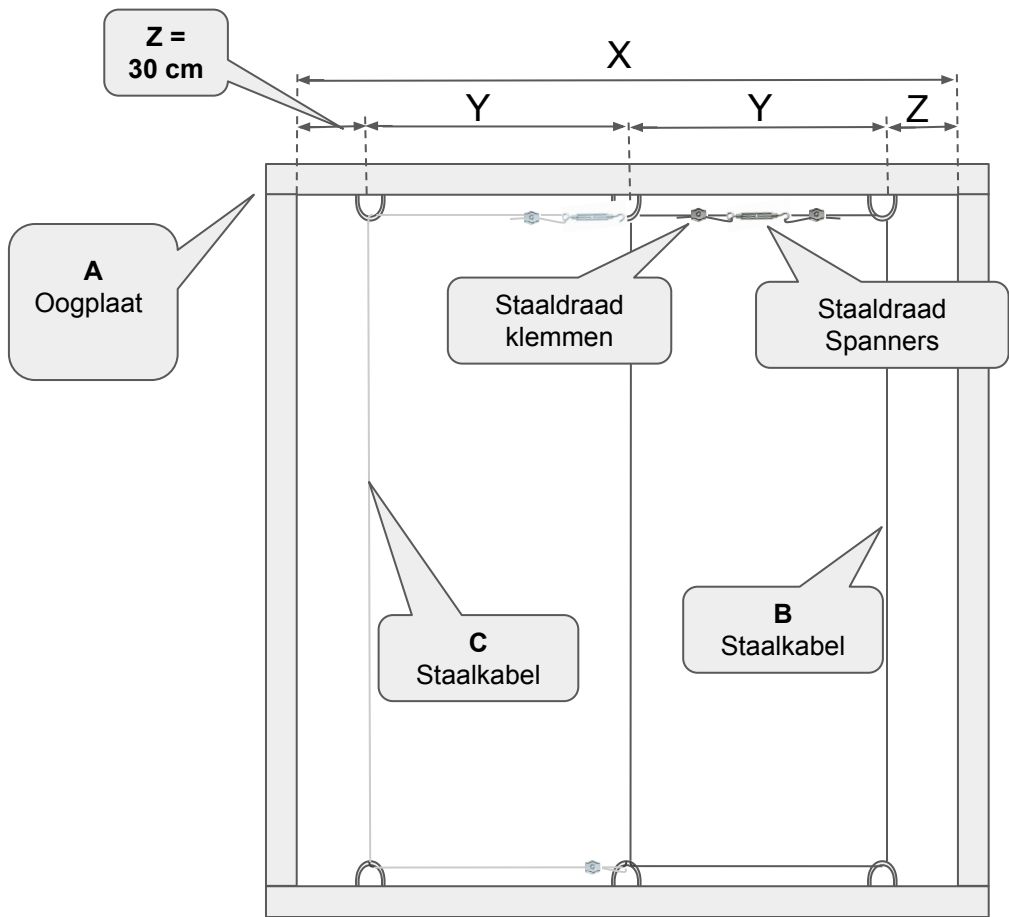 Z =
30 cm
X
Y
Y
Z
A
Oogplaat
Staaldraad
klemmen
Staaldraad
Spanners
B
Staalkabel
C
Staalkabel